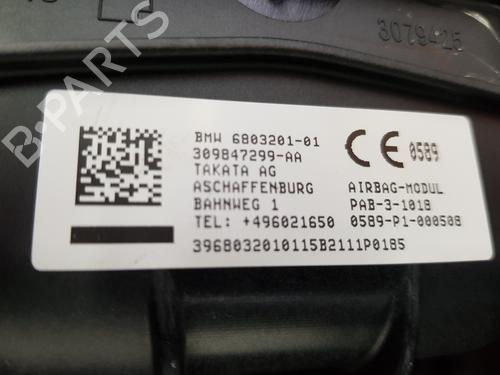 3079425
BMW 6803201-01
309847299-AA
TAKATA AG
ASCHAFFENBURG
BAHNWEG 1
TEL: +496021650
CE 0589
AIRBAG-MODUL
PAB-3-1018
0589-P1-000508
3968032010115B2111P0185
B-PARTS